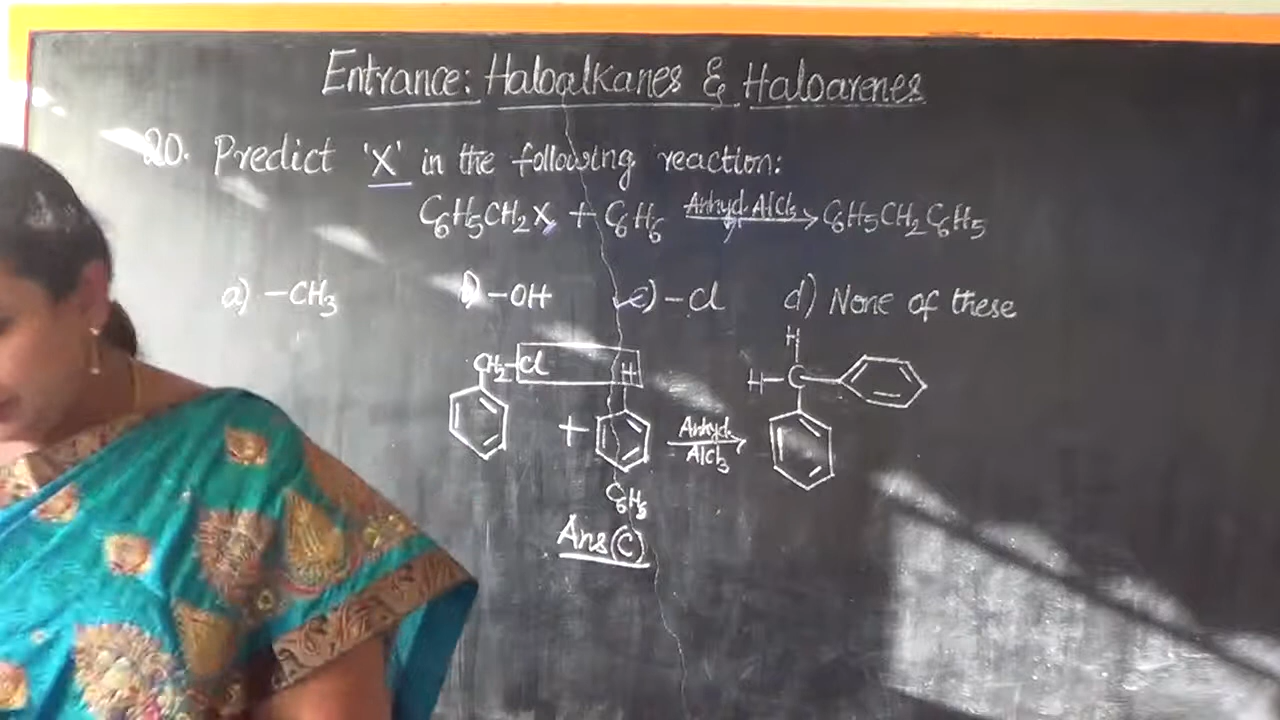 Entrance: Haloalkanes & Haloarenes
20. Predict 'X' in the following reaction:
C6H5CH2X + C6H6 Anhyd. AlCl3 → C6H5CH2C6H5
a) -CH3 b) -OH c) -Cl d) None of these
H
CH2-Cl H H-C
+ Anhyd. AlCl3 →
C6H5
Ans (C)